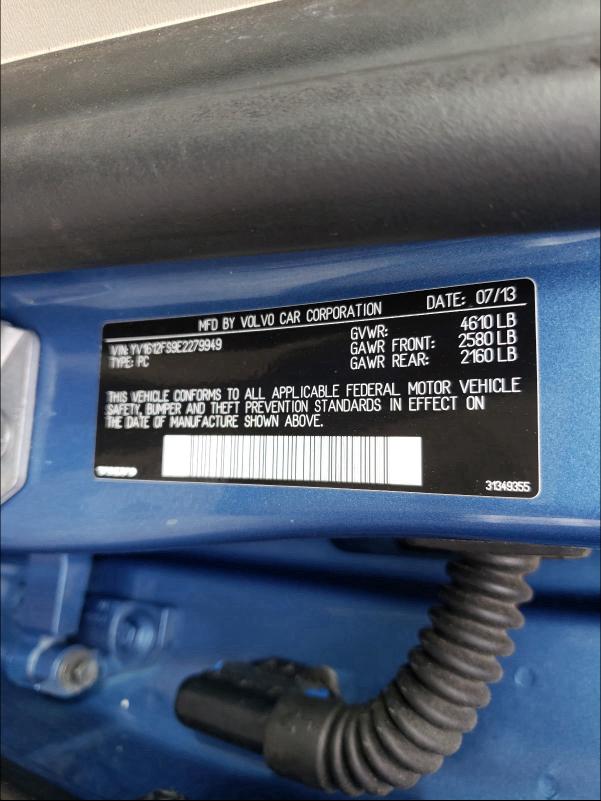 MFD BY VOLVO CAR CORPORATION DATE: 07/13
VIN: YV1612FS9E2279949 GVWR: 4610 LB
TYPE: PC GAWR FRONT: 2580 LB
GAWR REAR: 2160 LB
THIS VEHICLE CONFORMS TO ALL APPLICABLE FEDERAL MOTOR VEHICLE
SAFETY, BUMPER AND THEFT PREVENTION STANDARDS IN EFFECT ON
THE DATE OF MANUFACTURE SHOWN ABOVE.
31349355